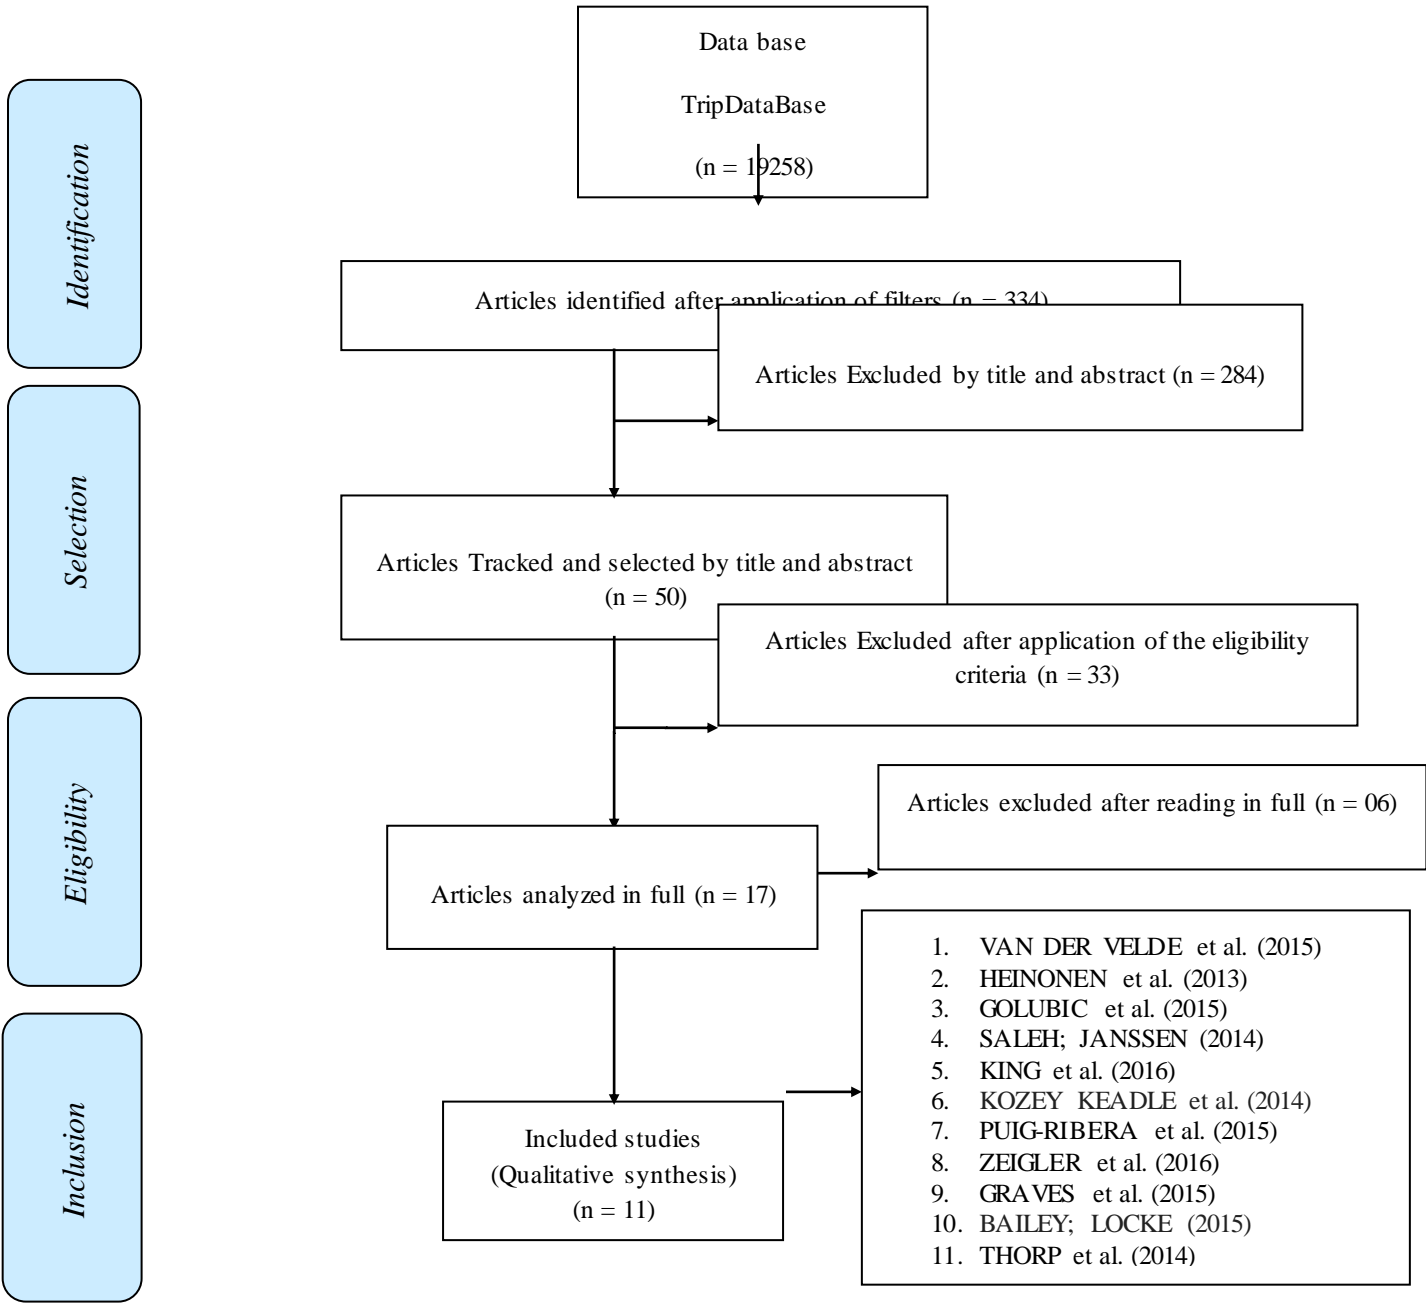 Data base
TripDataBase
(n = 19258)
Identification
Articles identified after application of filters (n = 334)
Articles Excluded by title and abstract (n = 284)
Selection
Articles Tracked and selected by title and abstract
(n = 50)
Articles Excluded after application of the eligibility
criteria (n = 33)
Eligibility
Articles excluded after reading in full (n = 06)
Articles analyzed in full (n = 17)
Inclusion
Included studies
(Qualitative synthesis)
(n = 11)
1. VAN DER VELDE et al. (2015)
2. HEINONEN et al. (2013)
3. GOLUBIC et al. (2015)
4. SALEH; JANSSEN (2014)
5. KING et al. (2016)
6. KOZEY KEADLE et al. (2014)
7. PUIG-RIBERA et al. (2015)
8. ZEIGLER et al. (2016)
9. GRAVES et al. (2015)
10. BAILEY; LOCKE (2015)
11. THORP et al. (2014)